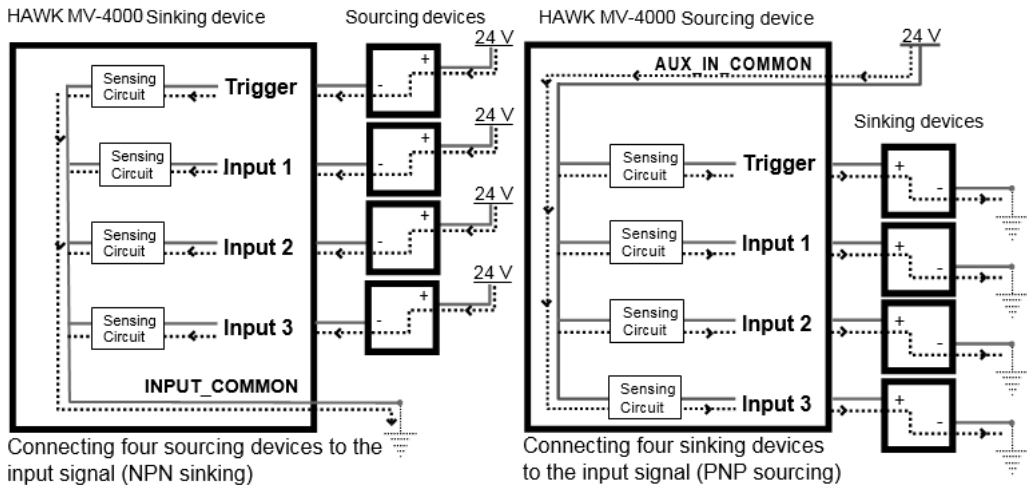 HAWK MV-4000 Sinking device
Sourcing devices
24 V
Sensing
Circuit
Trigger
-
+
24 V
Sensing
Circuit
Input 1
-
+
24 V
Sensing
Circuit
Input 2
-
+
24 V
Sensing
Circuit
Input 3
-
+
INPUT_COMMON
Connecting four sourcing devices to the
input signal (NPN sinking)
HAWK MV-4000 Sourcing device
24 V
AUX_IN_COMMON
Sinking devices
Sensing
Circuit
Trigger
+
-
Sensing
Circuit
Input 1
+
-
Sensing
Circuit
Input 2
+
-
Sensing
Circuit
Input 3
+
-
Connecting four sinking devices
to the input signal (PNP sourcing)